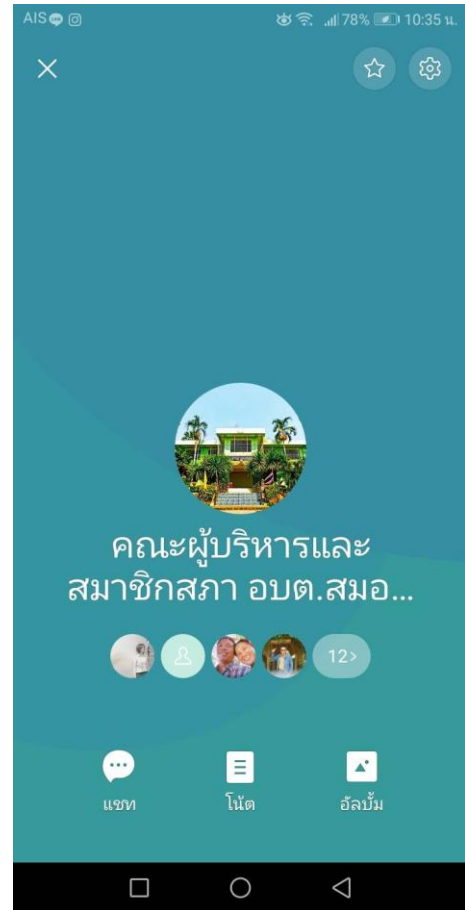 AIS 78% 10:35 น.
คณะผู้บริหารและ
สมาชิกสภา อบต.สมอ...
12>
แชท โน้ต อัลบั้ม